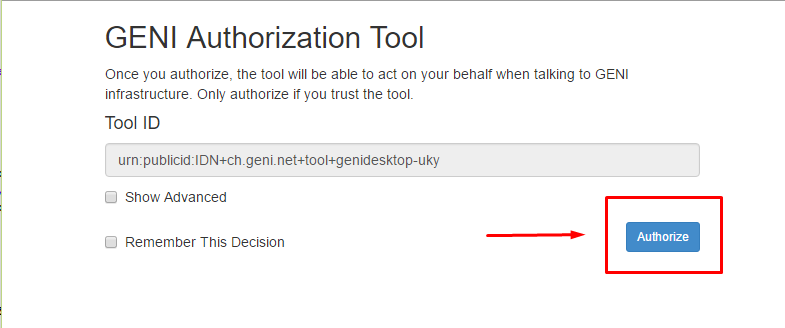 GENI Authorization Tool
Once you authorize, the tool will be able to act on your behalf when talking to GENI
infrastructure. Only authorize if you trust the tool.
Tool ID
urn:publicid:IDN+ch.geni.net+tool+genidesktop-uky
Show Advanced
Remember This Decision
Authorize